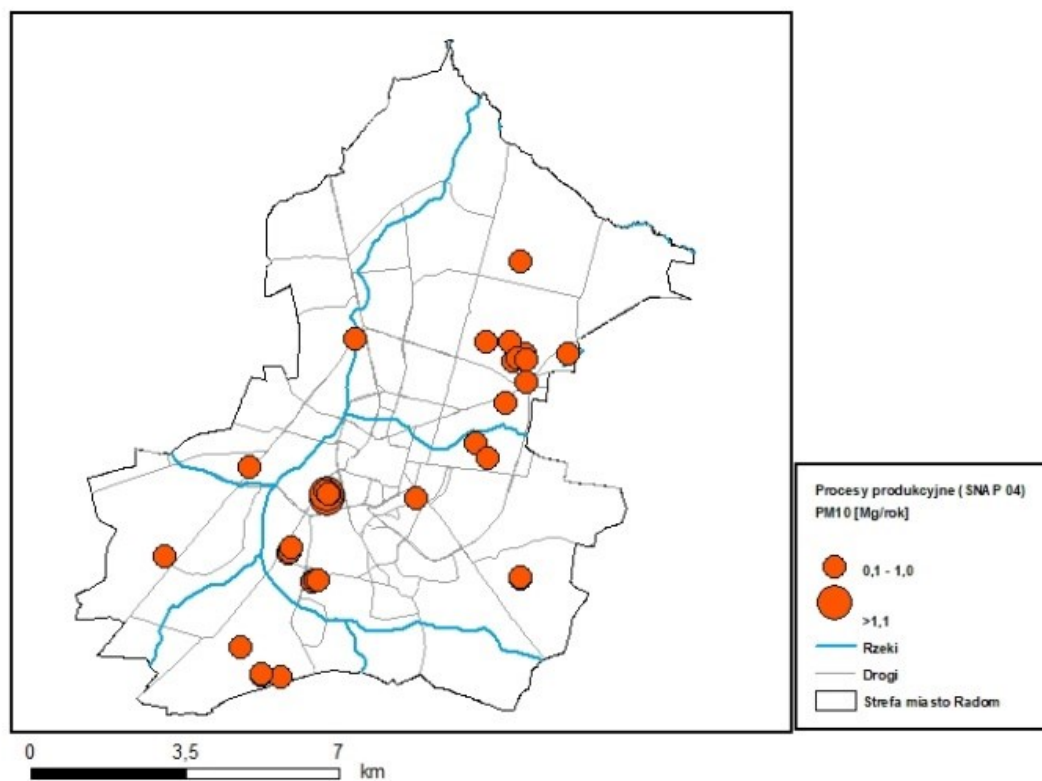 Procesy produkcyjne (SNAP 04)
PM10 [Mg/rok]
0,1 - 1,0
>1,1
Rzeki
Drogi
Strefa miasto Radom
0 3,5 7
km